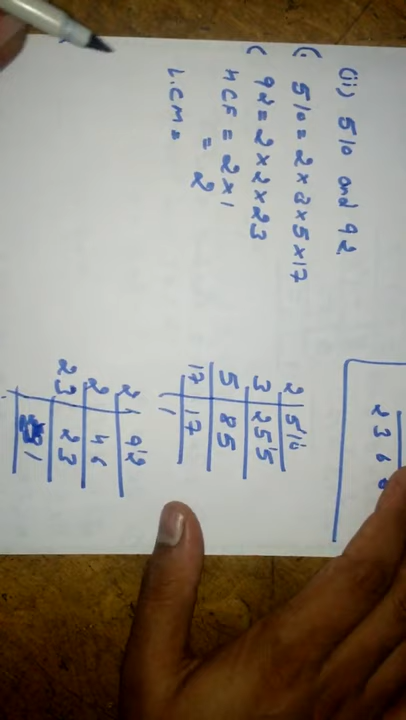 (ii) 510 and 92
510 = 2 × 3 × 5 × 17
92 = 2 × 2 × 23
HCF = 2 × 1
= 2
L.CM =
2 510
3 255
5 85
17 17
1
2 92
2 46
23 23
1